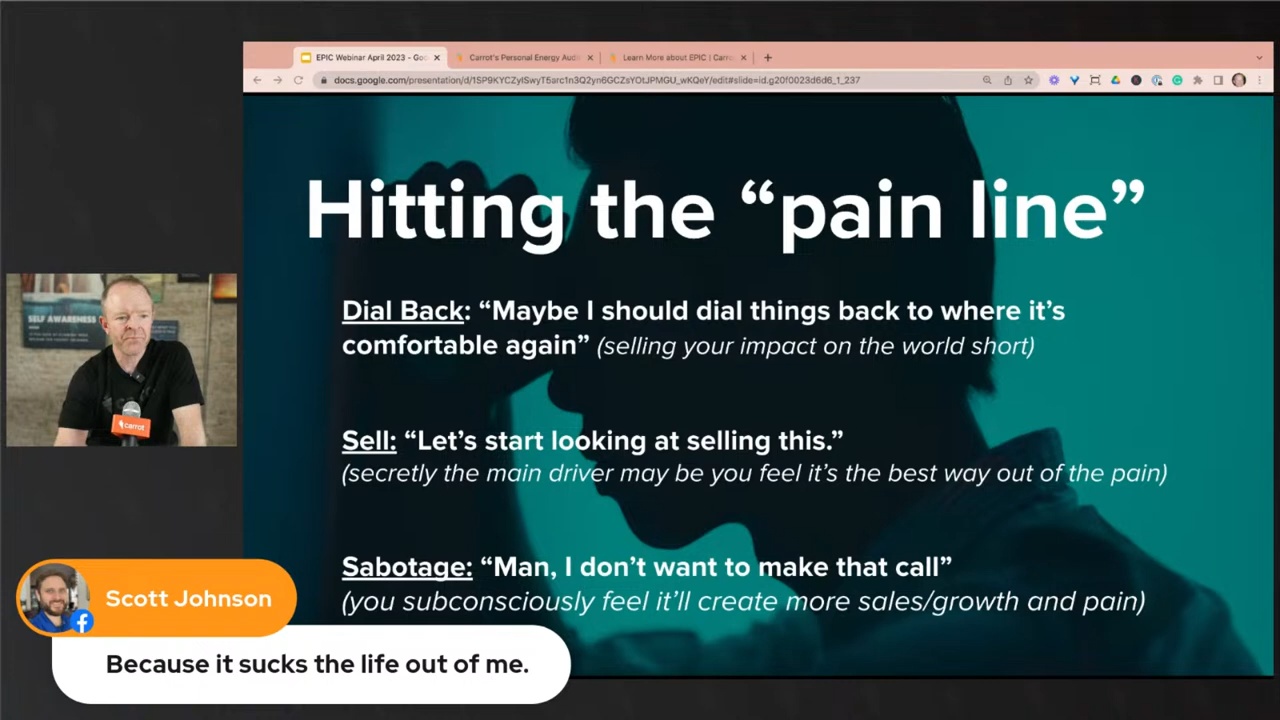 EPIC Webinar April 2023 - Goo
Carrot's Personal Energy Audi
Learn More about EPIC | Carro
docs.google.com/presentation/d/1SP9KYCZyISwyT5arc1n3Q2yn6GCZsYOtJPMGU_wKQeY/edit#slide=id.g20f0023d6d6_1_237
Hitting the “pain line”
Dial Back: “Maybe I should dial things back to where it’s
comfortable again” (selling your impact on the world short)
Sell: “Let’s start looking at selling this.”
(secretly the main driver may be you feel it’s the best way out of the pain)
Sabotage: “Man, I don’t want to make that call”
(you subconsciously feel it’ll create more sales/growth and pain)
SELF AWARENESS
carrot
Scott Johnson
Because it sucks the life out of me.